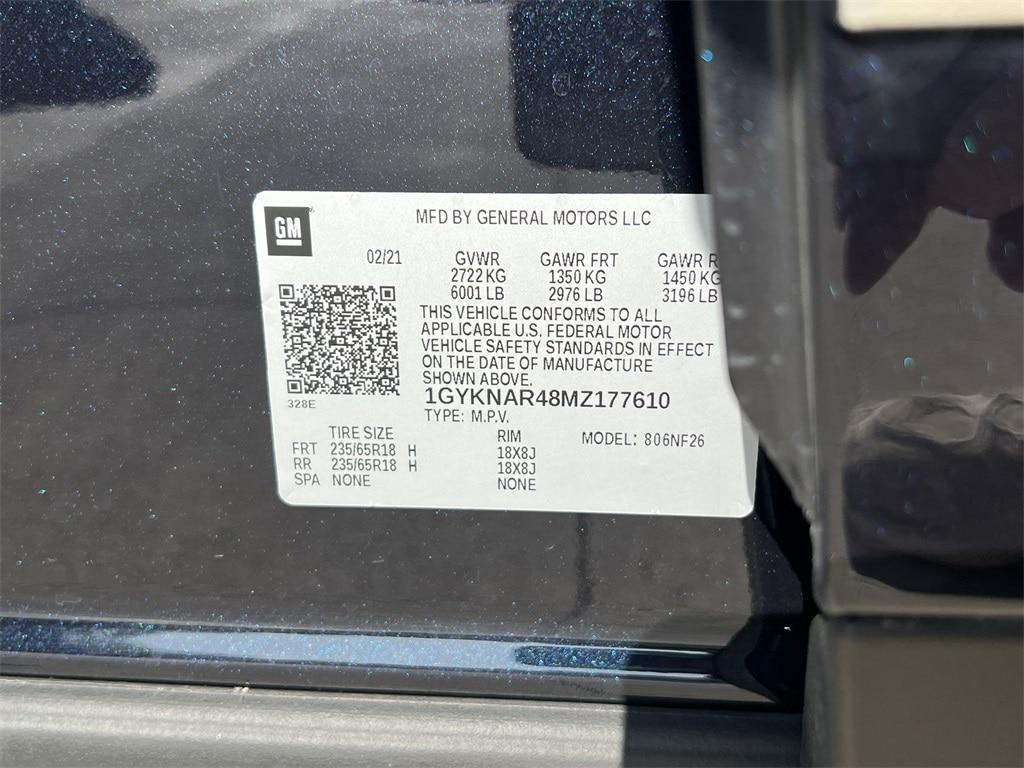 GM
MFD BY GENERAL MOTORS LLC
02/21 GVWR GAWR FRT GAWR
2722 KG 1350 KG 1450 KG
6001 LB 2976 LB 3196 LB
THIS VEHICLE CONFORMS TO ALL
APPLICABLE U.S. FEDERAL MOTOR
VEHICLE SAFETY STANDARDS IN EFFECT
ON THE DATE OF MANUFACTURE
SHOWN ABOVE.
1GYKNAR48MZ177610
328E
TYPE: M.P.V.
TIRE SIZE RIM MODEL: 806NF26
FRT 235/65R18 H 18X8J
RR 235/65R18 H 18X8J
SPA NONE NONE